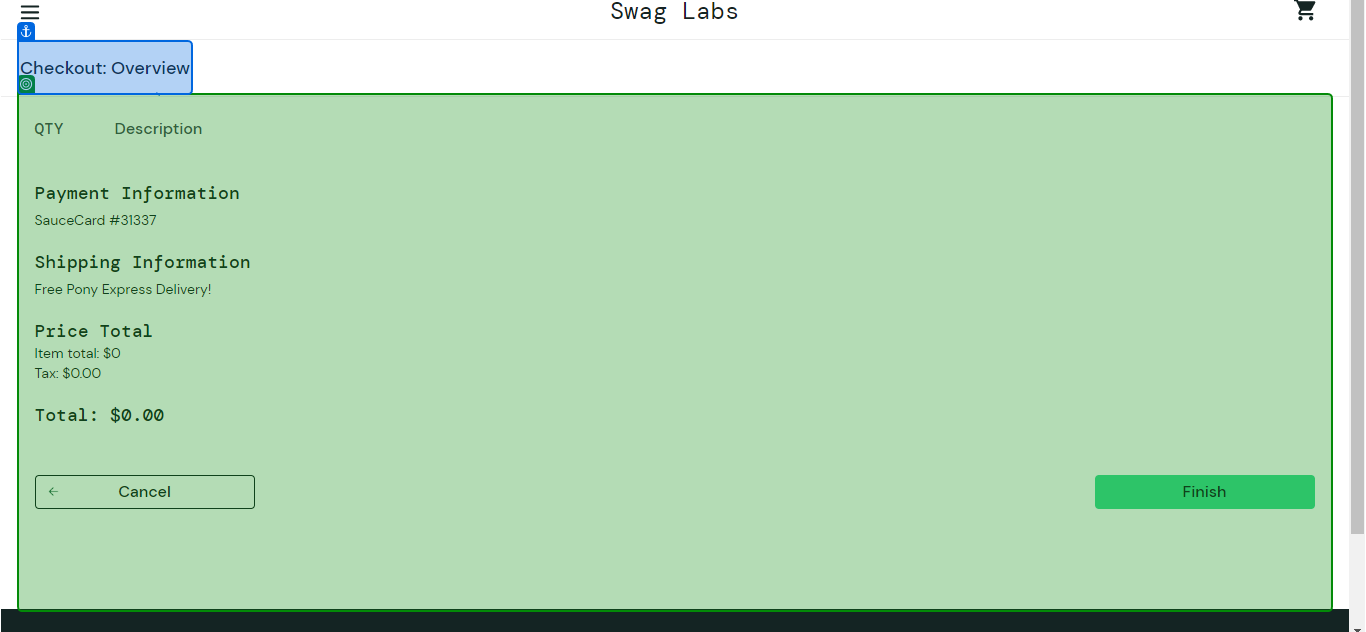 Swag Labs
Checkout: Overview
QTY Description
Payment Information
SauceCard #31337
Shipping Information
Free Pony Express Delivery!
Price Total
Item total: $0
Tax: $0.00
Total: $0.00
Cancel Finish